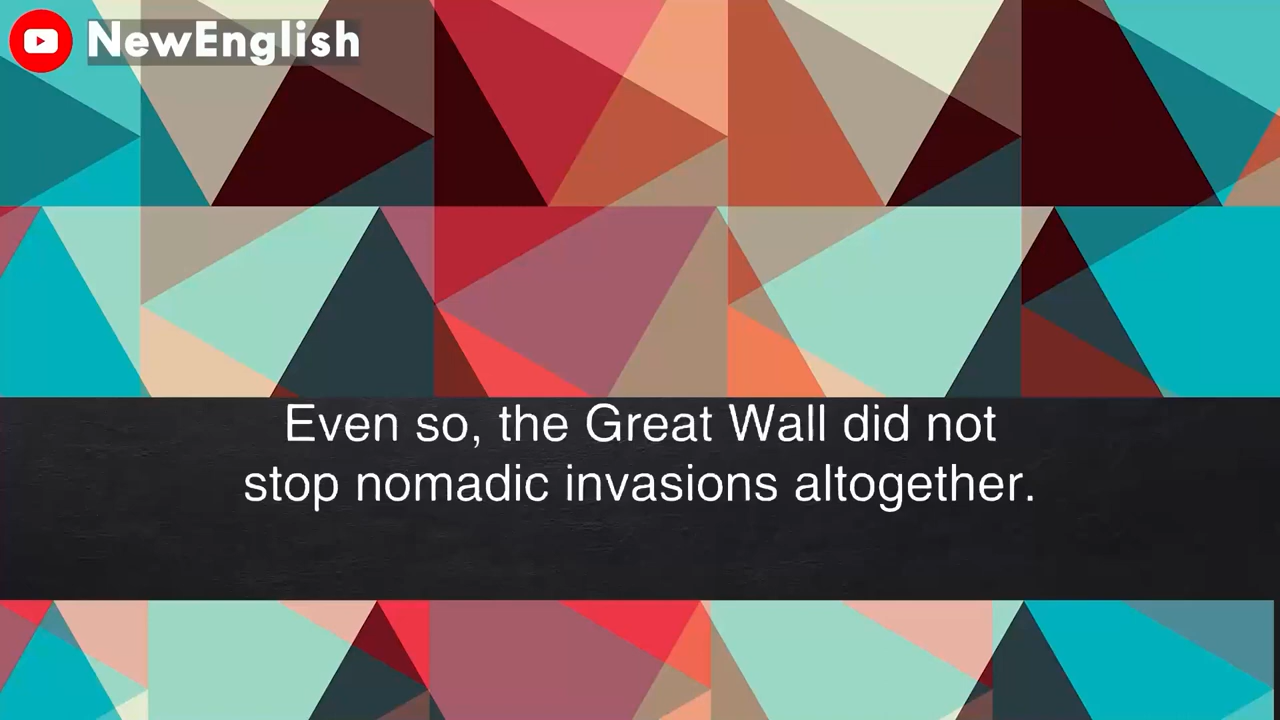 NewEnglish
Even so, the Great Wall did not
stop nomadic invasions altogether.